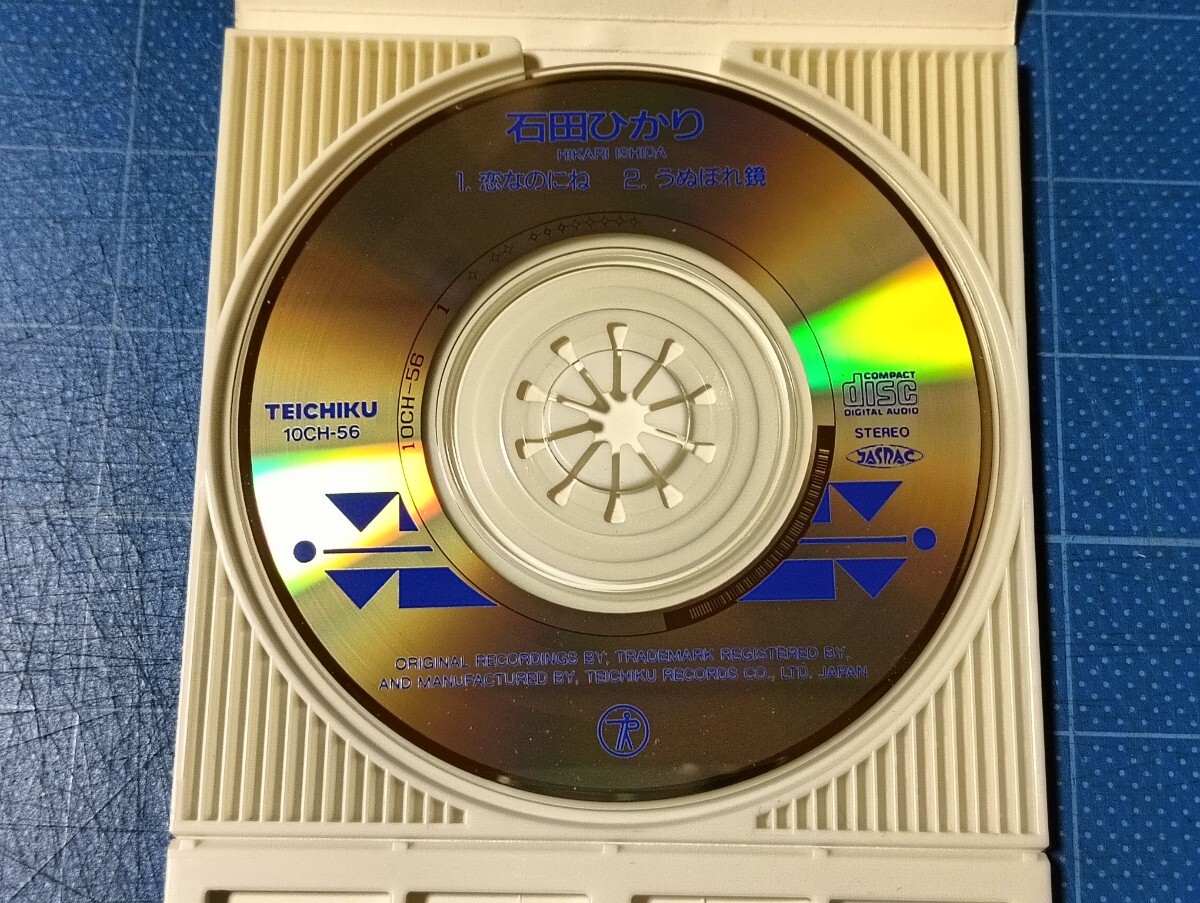 石田ひかり
HIKARI ISHIDA
1. 恋なのにね 2. うぬぼれ鏡
10CH-56 1
TEICHIKU
10CH-56
COMPACT
disc
DIGITAL AUDIO
STEREO
JASRAC
ORIGINAL RECORDINGS BY, TRADEMARK REGISTERED BY,
AND MANUFACTURED BY, TEICHIKU RECORDS CO., LTD. JAPAN